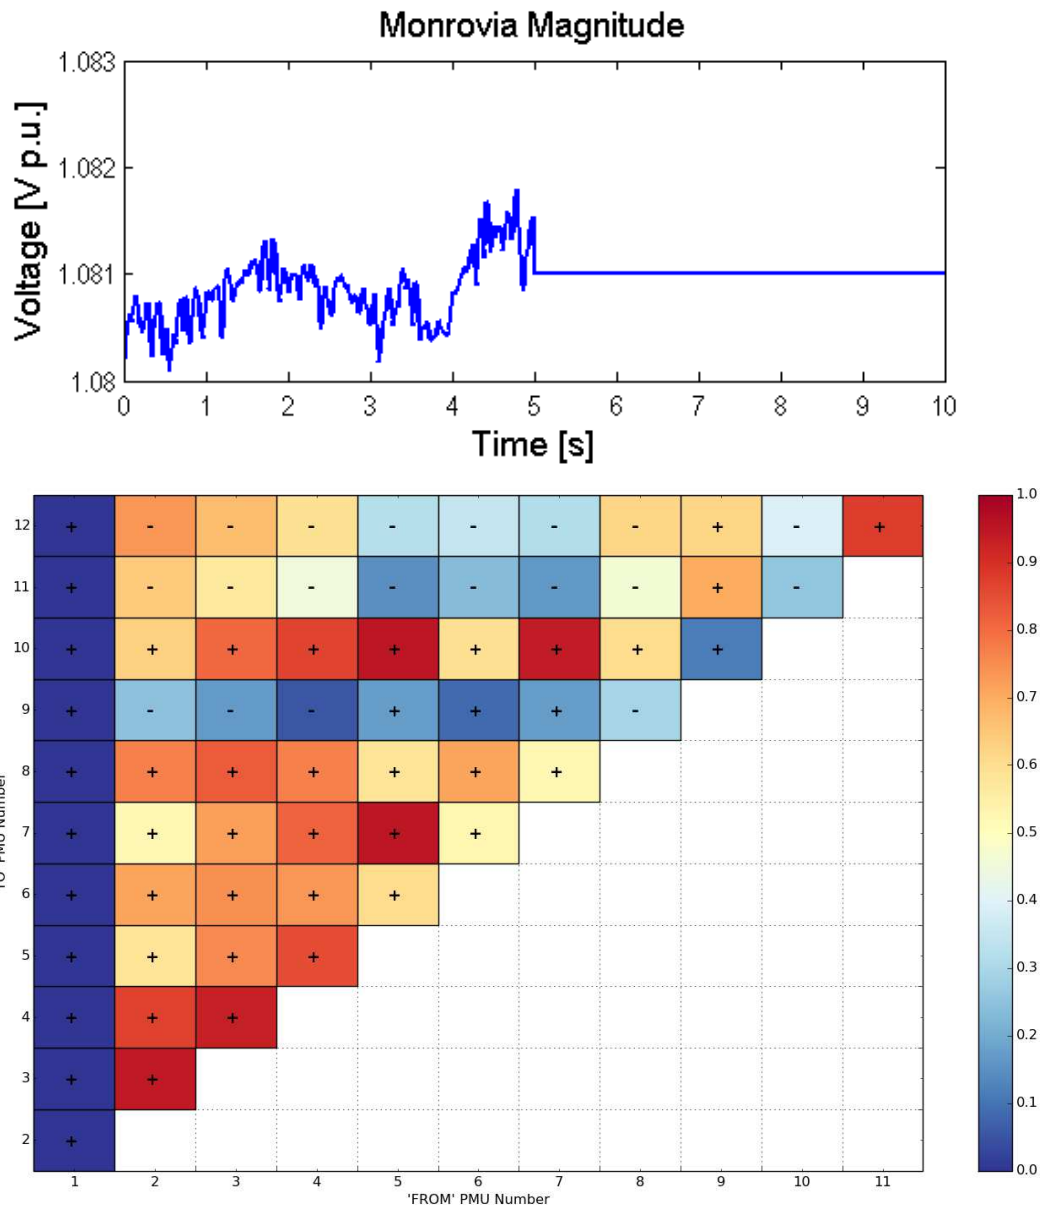 Monrovia Magnitude
Voltage [V p.u.]
1.083
1.082
1.081
1.08
0 1 2 3 4 5 6 7 8 9 10
Time [s]
PMU Number
12 + - - - - - - - + - +
11 + - - - - - - - + -
10 + + + + + + + + +
9 + - - - + + + -
8 + + + + + + +
7 + + + + + +
6 + + + + +
5 + + + +
4 + + +
3 + +
2 +
1 2 3 4 5 6 7 8 9 10 11
'FROM' PMU Number
1.0
0.9
0.8
0.7
0.6
0.5
0.4
0.3
0.2
0.1
0.0